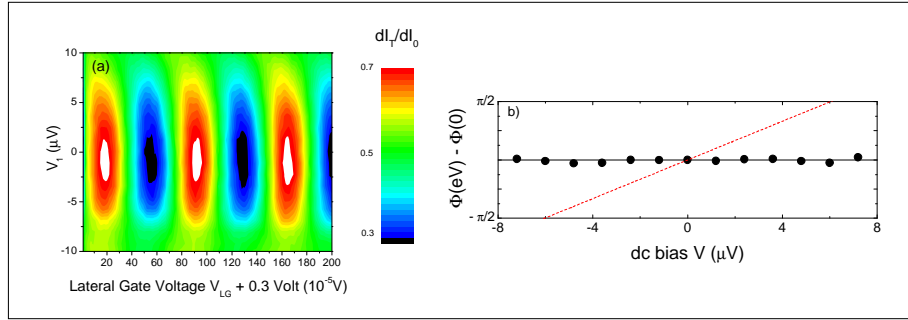 dI_T/dI_0
(a)
0.7
0.5
0.3
10
5
0
-5
-10
V_1 (μV)
20 40 60 80 100 120 140 160 180 200
Lateral Gate Voltage V_LG + 0.3 Volt (10^-5V)
b)
π/2
- π/2
Φ(eV) - Φ(0)
-8 -4 0 4 8
dc bias V (μV)